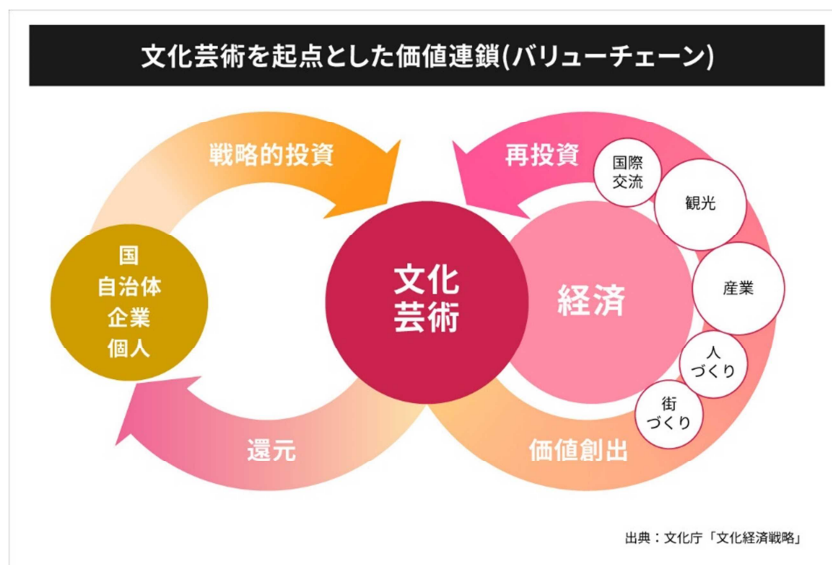 文化芸術を起点とした価値連鎖(バリューチェーン)
戦略的投資
再投資
国際
交流
観光
国
自治体
企業
個人
文化
芸術
経済
産業
人
づくり
街
づくり
還元
価値創出
出典：文化庁「文化経済戦略」